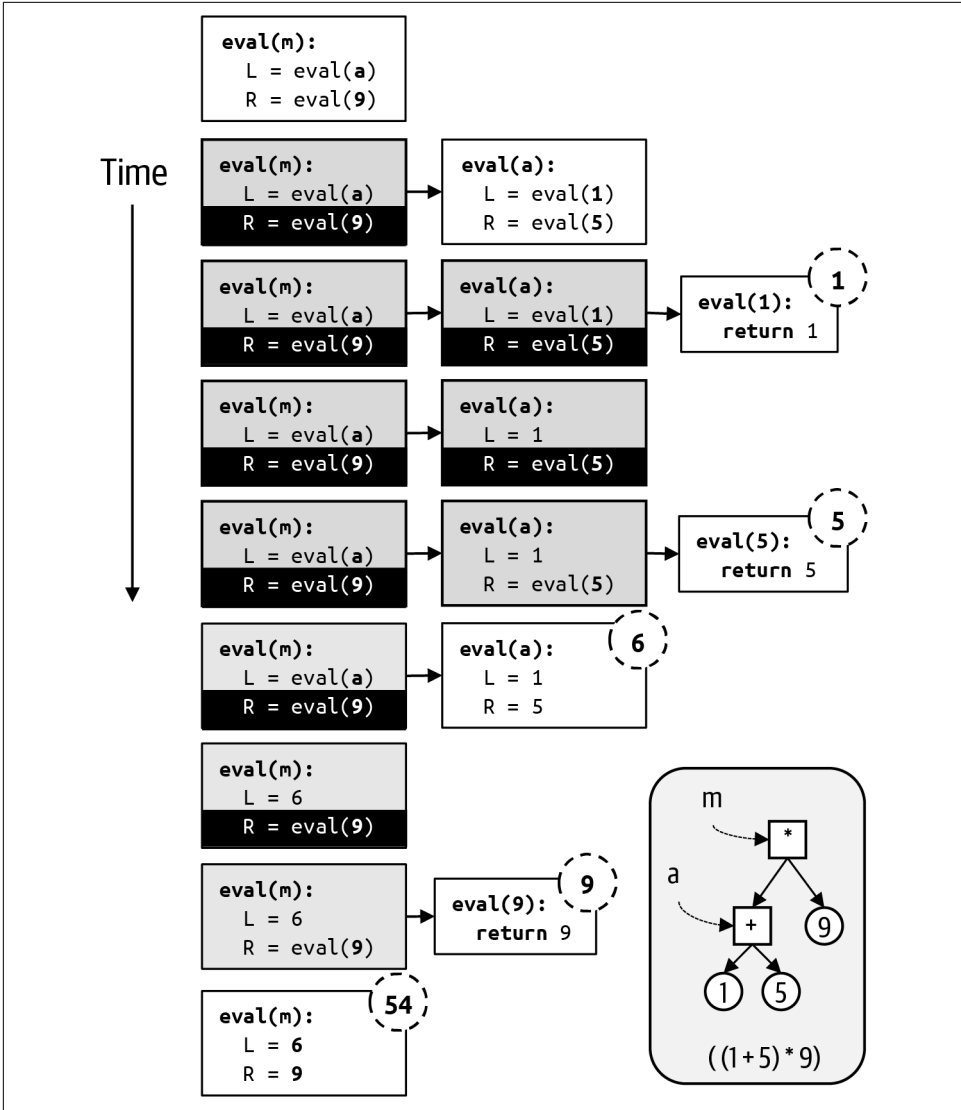 eval(m):
L = eval(a)
R = eval(9)
Time
eval(m):
L = eval(a)
R = eval(9)
eval(a):
L = eval(1)
R = eval(5)
eval(m):
L = eval(a)
R = eval(9)
eval(a):
L = eval(1)
R = eval(5)
1
eval(1):
return 1
eval(m):
L = eval(a)
R = eval(9)
eval(a):
L = 1
R = eval(5)
eval(m):
L = eval(a)
R = eval(9)
eval(a):
L = 1
R = eval(5)
5
eval(5):
return 5
eval(m):
L = eval(a)
R = eval(9)
6
eval(a):
L = 1
R = 5
eval(m):
L = 6
R = eval(9)
eval(m):
L = 6
R = eval(9)
9
eval(9):
return 9
54
eval(m):
L = 6
R = 9
m
*
a
+
9
1
5
((1+5)*9)